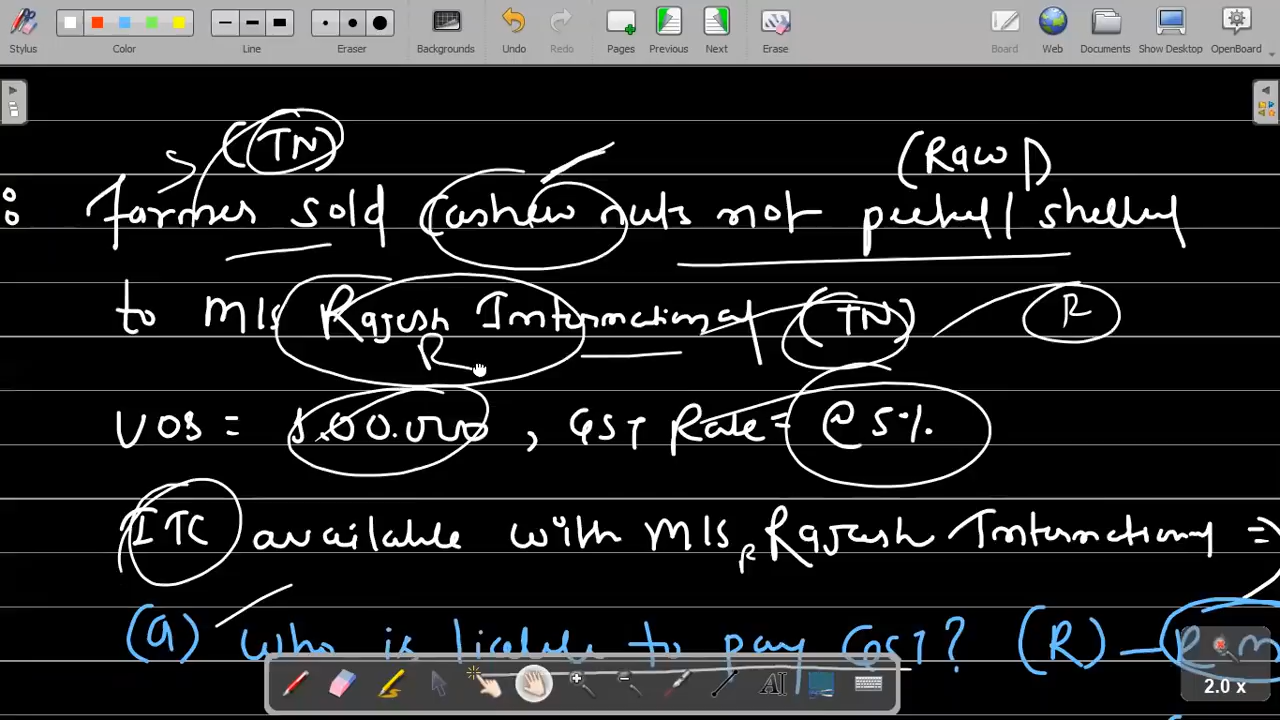 Stylus Color Line Eraser Backgrounds Undo Redo Pages Previous Next Erase Board Web Documents Show Desktop OpenBoard
(TN) (Raw)
: Farmer sold Cashew nuts not peeled/ shelled
to M/s Rajesh International (TN) R
R
VOS = 1,00,000 , GST Rate = @ 5%
ITC available with M/s Rajesh International =>
R
(a) Who is liable to pay GST? (R) - R
2.0 x